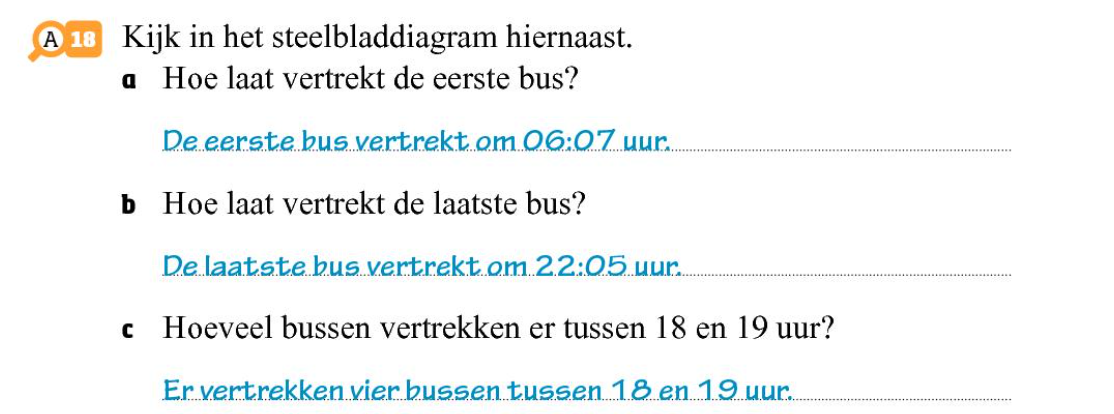 A 18 Kijk in het steelbladdiagram hiernaast.
a Hoe laat vertrekt de eerste bus?
De eerste bus vertrekt om 06:07 uur.
b Hoe laat vertrekt de laatste bus?
De laatste bus vertrekt om 22:05 uur.
c Hoeveel bussen vertrekken er tussen 18 en 19 uur?
Er vertrekken vier bussen tussen 18 en 19 uur.